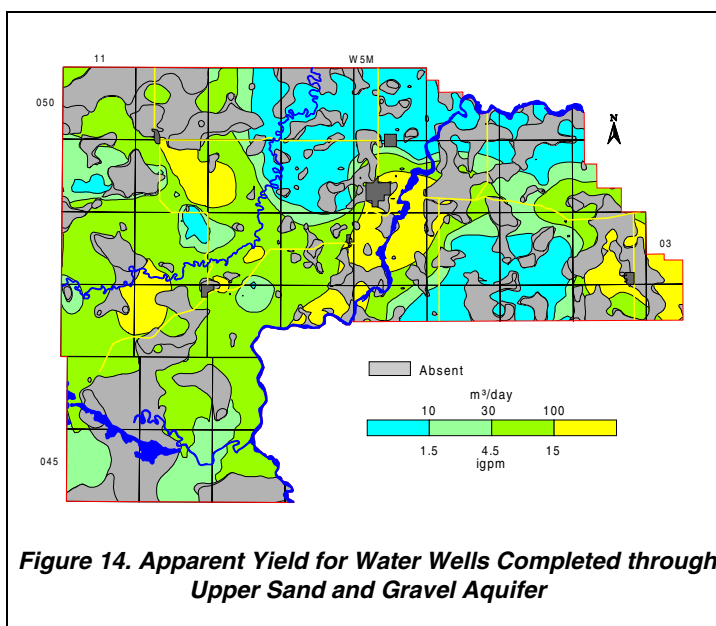 11
W5M
050
N
03
Absent
m³/day
10 30 100
1.5 4.5 15
igpm
045
Figure 14. Apparent Yield for Water Wells Completed through
Upper Sand and Gravel Aquifer